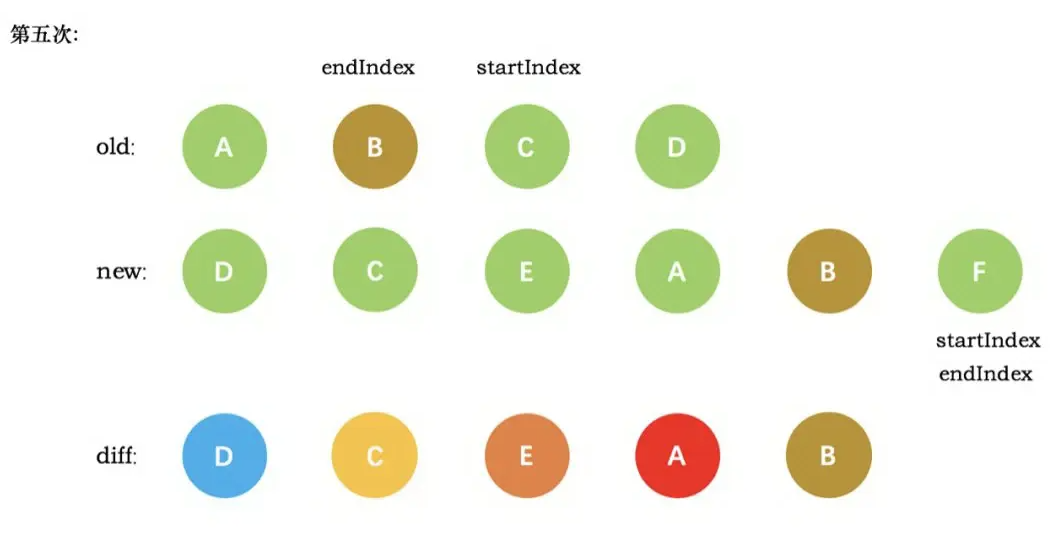 第五次:
endIndex startIndex
old: A B C D
new: D C E A B F
startIndex
endIndex
diff: D C E A B